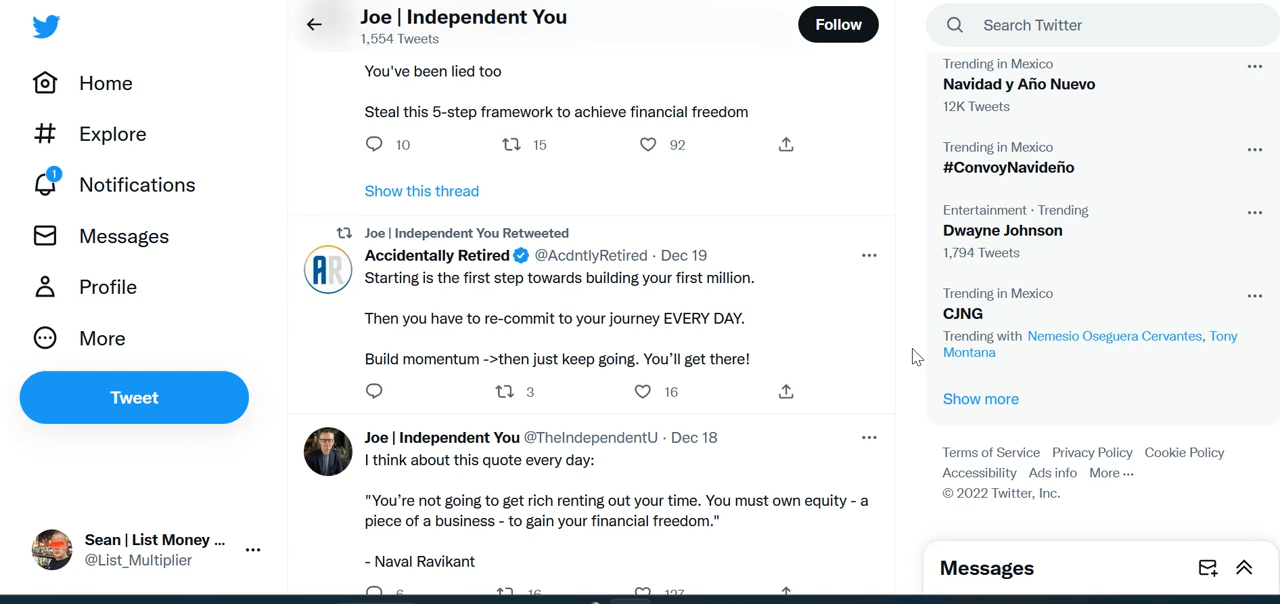 Home
Explore
1
Notifications
Messages
Profile
More
Tweet
Sean | List Money ...
@List_Multiplier
Joe | Independent You
1,554 Tweets
Follow
You've been lied too
Steal this 5-step framework to achieve financial freedom
10 15 92
Show this thread
Joe | Independent You Retweeted
Accidentally Retired @AcdntlyRetired · Dec 19
Starting is the first step towards building your first million.
Then you have to re-commit to your journey EVERY DAY.
Build momentum ->then just keep going. You’ll get there!
3 16
Joe | Independent You @TheIndependentU · Dec 18
I think about this quote every day:
"You’re not going to get rich renting out your time. You must own equity - a
piece of a business - to gain your financial freedom."
- Naval Ravikant
6 16 127
Search Twitter
Trending in Mexico
Navidad y Año Nuevo
12K Tweets
Trending in Mexico
#ConvoyNavideño
Entertainment · Trending
Dwayne Johnson
1,794 Tweets
Trending in Mexico
CJNG
Trending with Nemesio Oseguera Cervantes, Tony
Montana
Show more
Terms of Service Privacy Policy Cookie Policy
Accessibility Ads info More ···
© 2022 Twitter, Inc.
Messages
AR